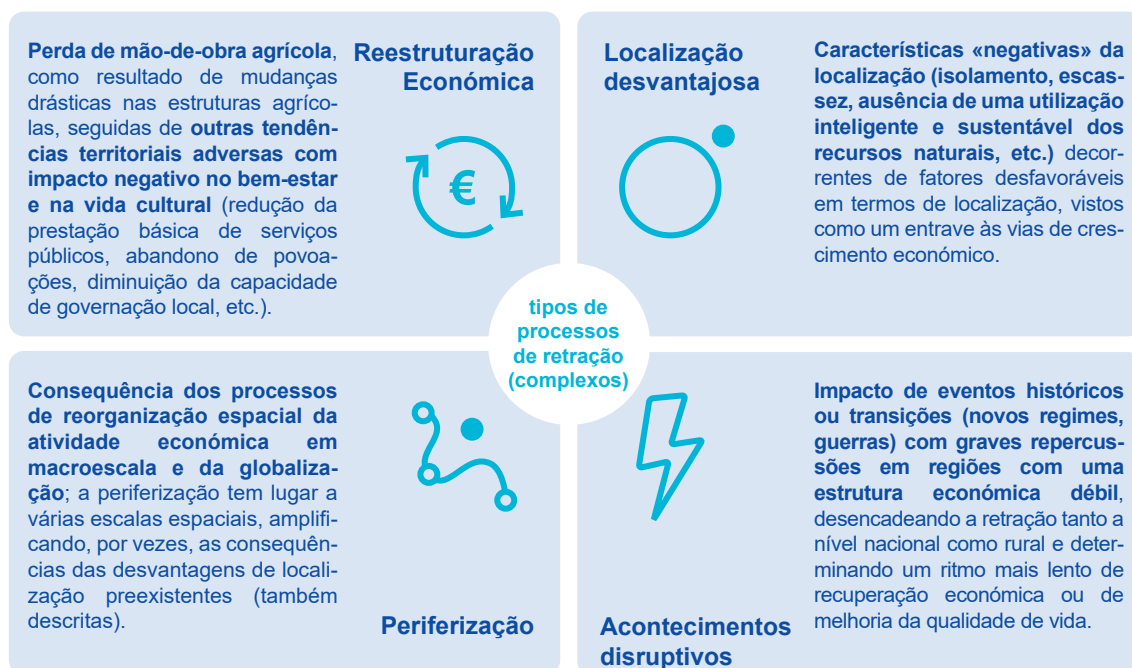 Perda de mão-de-obra agrícola,
como resultado de mudanças
drásticas nas estruturas agríco-
las, seguidas de outras tendên-
cias territoriais adversas com
impacto negativo no bem-estar
e na vida cultural (redução da
prestação básica de serviços
públicos, abandono de povoa-
ções, diminuição da capacidade
de governação local, etc.).
Reestruturação
Económica
€
Localização
desvantajosa
Características «negativas» da
localização (isolamento, escas-
sez, ausência de uma utilização
inteligente e sustentável dos
recursos naturais, etc.) decor-
rentes de fatores desfavoráveis
em termos de localização, vistos
como um entrave às vias de cres-
cimento económico.
tipos de
processos
de retração
(complexos)
Consequência dos processos
de reorganização espacial da
atividade económica em
macroescala e da globaliza-
ção; a periferização tem lugar a
várias escalas espaciais, amplifi-
cando, por vezes, as consequên-
cias das desvantagens de locali-
zação preexistentes (também
descritas).
Periferização
Acontecimentos
disruptivos
Impacto de eventos históricos
ou transições (novos regimes,
guerras) com graves repercus-
sões em regiões com uma
estrutura económica débil,
desencadeando a retração tanto a
nível nacional como rural e deter-
minando um ritmo mais lento de
recuperação económica ou de
melhoria da qualidade de vida.